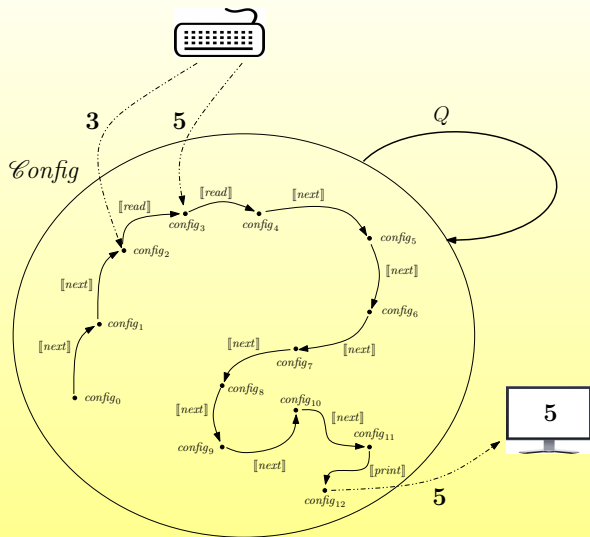 Q
3
5
𝒞onfig
⟦read⟧
⟦read⟧
⟦next⟧
config₃
config₄
config₅
config₂
⟦next⟧
⟦next⟧
config₆
config₁
⟦next⟧
⟦next⟧
⟦next⟧
config₇
config₈
config₀
config₁₀
⟦next⟧
⟦next⟧
5
config₁₁
config₉
⟦next⟧
⟦print⟧
config₁₂
5